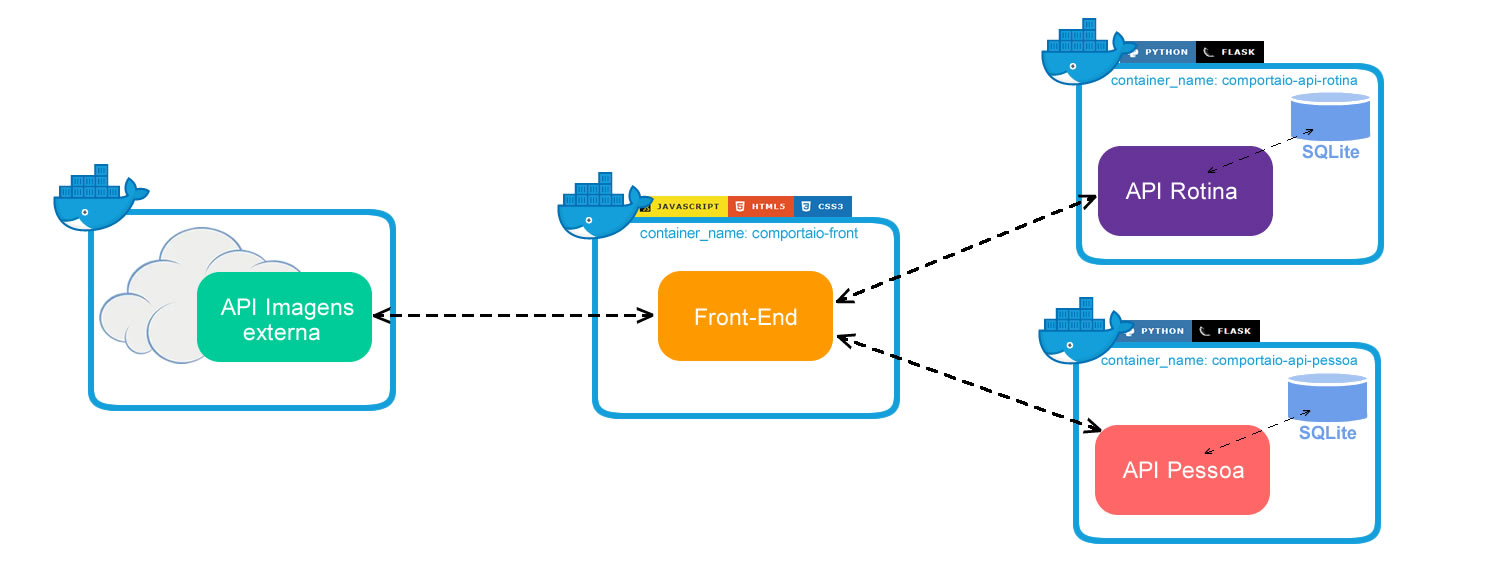 API Imagens
externa
JAVASCRIPT HTML5 CSS3
container_name: comportaio-front
Front-End
PYTHON FLASK
container_name: comportaio-api-rotina
SQLite
API Rotina
PYTHON FLASK
container_name: comportaio-api-pessoa
SQLite
API Pessoa